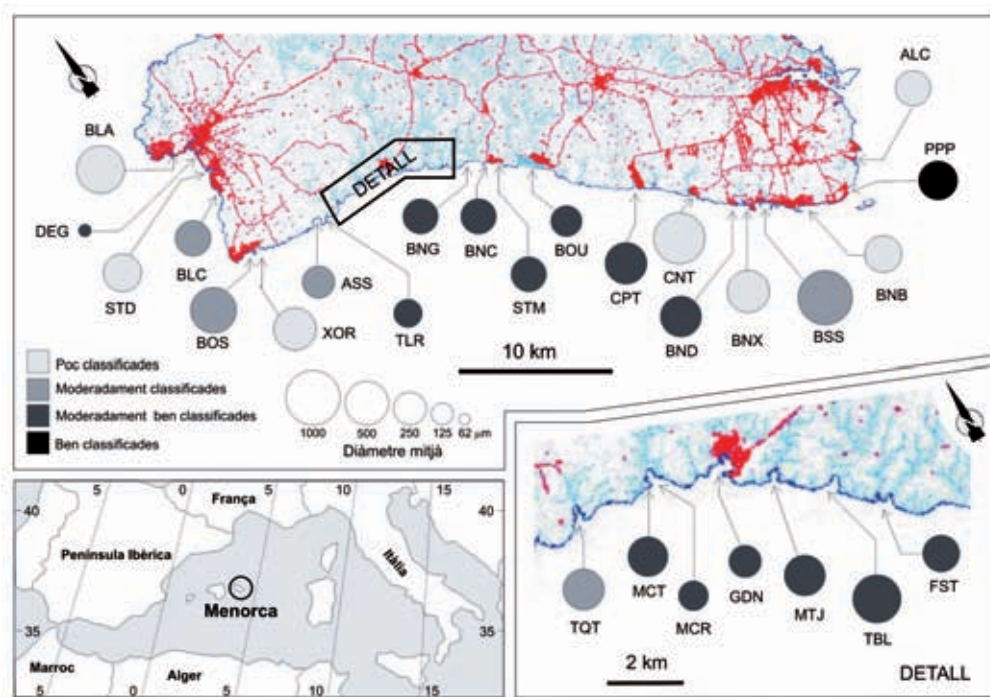 ALC
BLA
PPP
DETALL
DEG
BLC
STD
BNG
BNC
BOU
STM
CPT
CNT
BNB
ASS
BOS
XOR
TLR
BND
BNX
BSS
10 km
Poc classificades
Moderadament classificades
Moderadament ben classificades
Ben classificades
1000 500 250 125 62 μm
Diàmetre mitjà
5 0 França 5 10 15
40 40
Península Ibèrica
Itàlia
Menorca
35 35
Marroc
Alger
0 5 10 15
MCT
GDN
FST
TQT
MCR
MTJ
TBL
2 km
DETALL